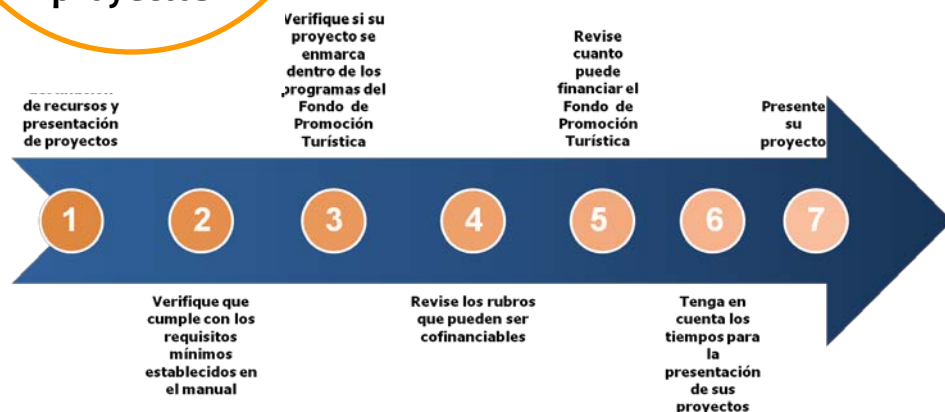 proyectos
de recursos y
presentación
de proyectos
Verifique si su
proyecto se
enmarca
dentro de los
programas del
Fondo de
Promoción
Turística
Revise
cuanto
puede
financiar el
Fondo de
Promoción
Turística
Presente
su
proyecto
1
2
3
4
5
6
7
Verifique que
cumple con los
requisitos
mínimos
establecidos en
el manual
Revise los rubros
que pueden ser
cofinanciables
Tenga en
cuenta los
tiempos para
la
presentación
de sus
proyectos